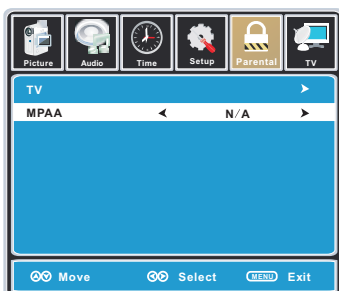 Picture Audio Time Setup Parental TV
TV
MPAA N/A
Move Select MENU Exit